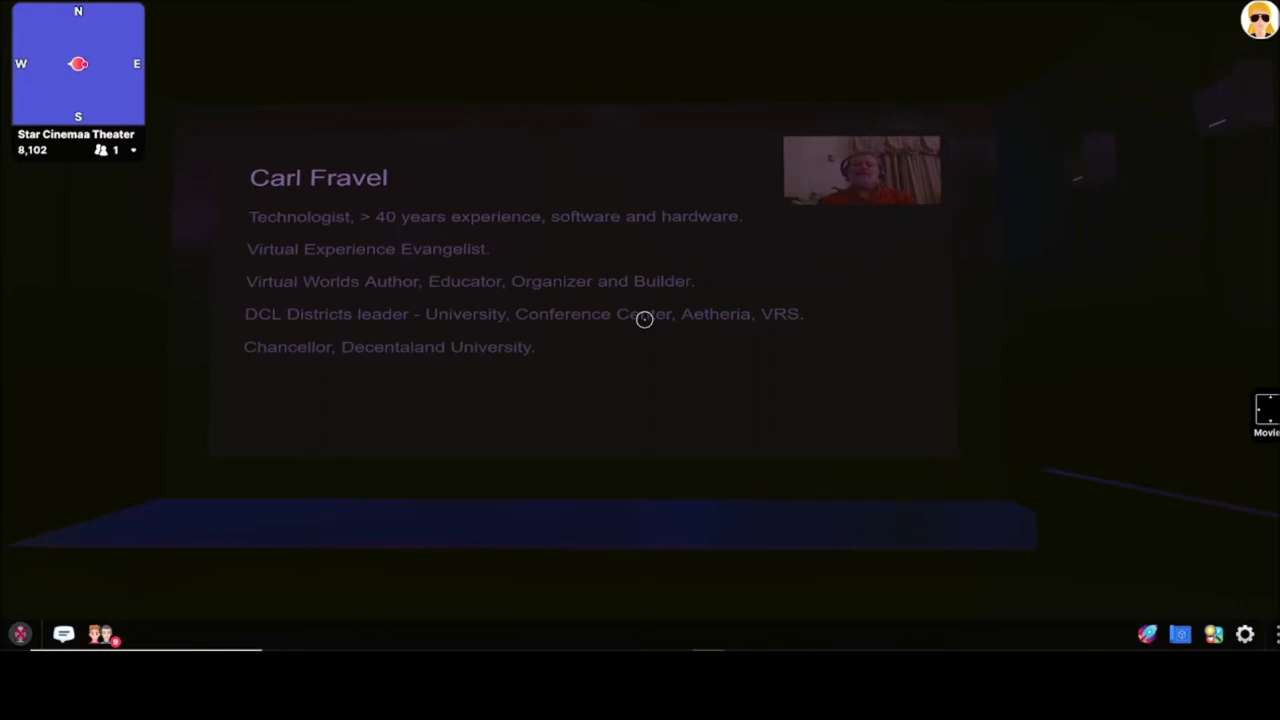 N
W
E
S
Star Cinemaa Theater
8,102
1
Carl Fravel
Technologist, > 40 years experience, software and hardware.
Virtual Experience Evangelist.
Virtual Worlds Author, Educator, Organizer and Builder.
DCL Districts leader - University, Conference Center, Aetheria, VRS.
Chancellor, Decentaland University.
Movie